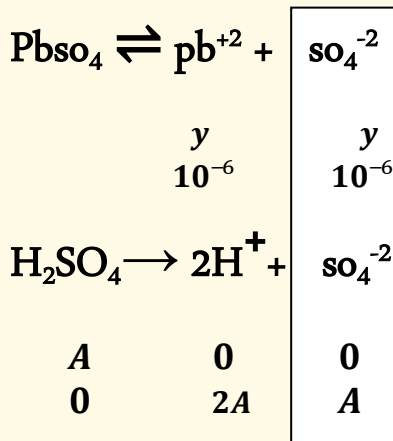 Pbso₄ ⇌ pb⁺² + so₄⁻²
y y
10⁻⁶ 10⁻⁶
H₂SO₄ → 2H⁺ + so₄⁻²
A 0 0
0 2A A